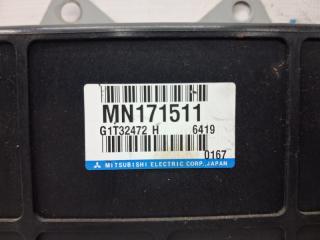 MN171511
G1T32472 H 6419
0167
MITSUBISHI ELECTRIC CORP., JAPAN